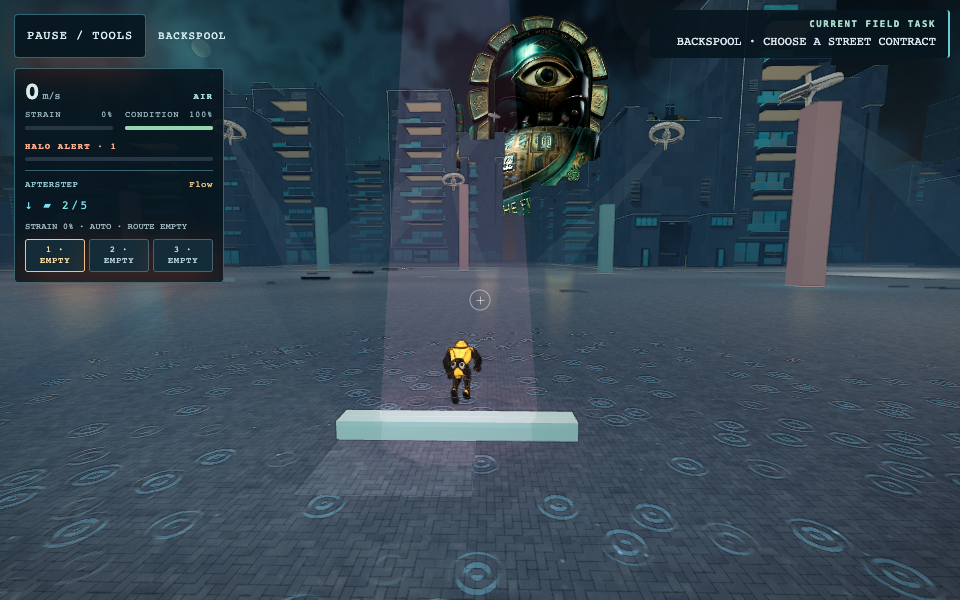 PAUSE / TOOLS
BACKSPOOL
CURRENT FIELD TASK
BACKSPOOL · CHOOSE A STREET CONTRACT
0 m/s
AIR
STRAIN 0%
CONDITION 100%
HALO ALERT · 1
AFTERSTEP
Flow
↓ ▰ 2/5
STRAIN 0% · AUTO · ROUTE EMPTY
1 · EMPTY
2 · EMPTY
3 · EMPTY